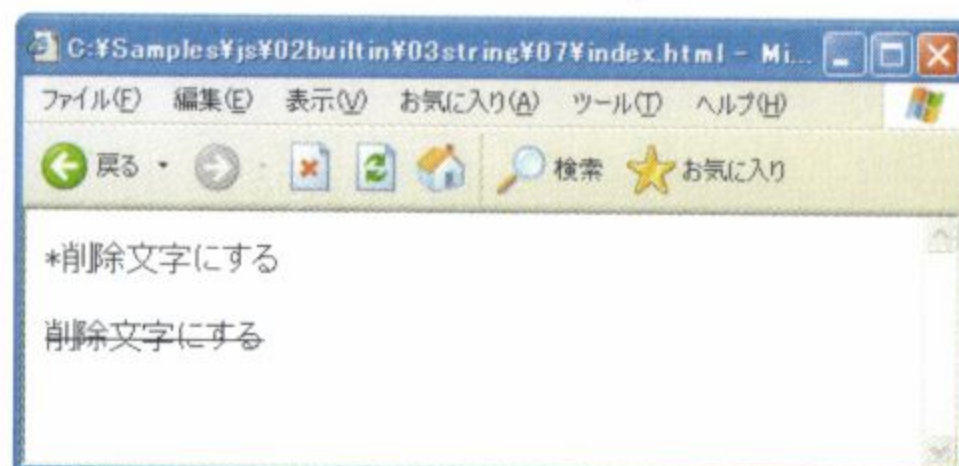 C:¥Samples¥js¥02builtin¥03string¥07¥index.html - Mi...
ファイル(F) 編集(E) 表示(V) お気に入り(A) ツール(T) ヘルプ(H)
戻る 検索 お気に入り
*削除文字にする
削除文字にする